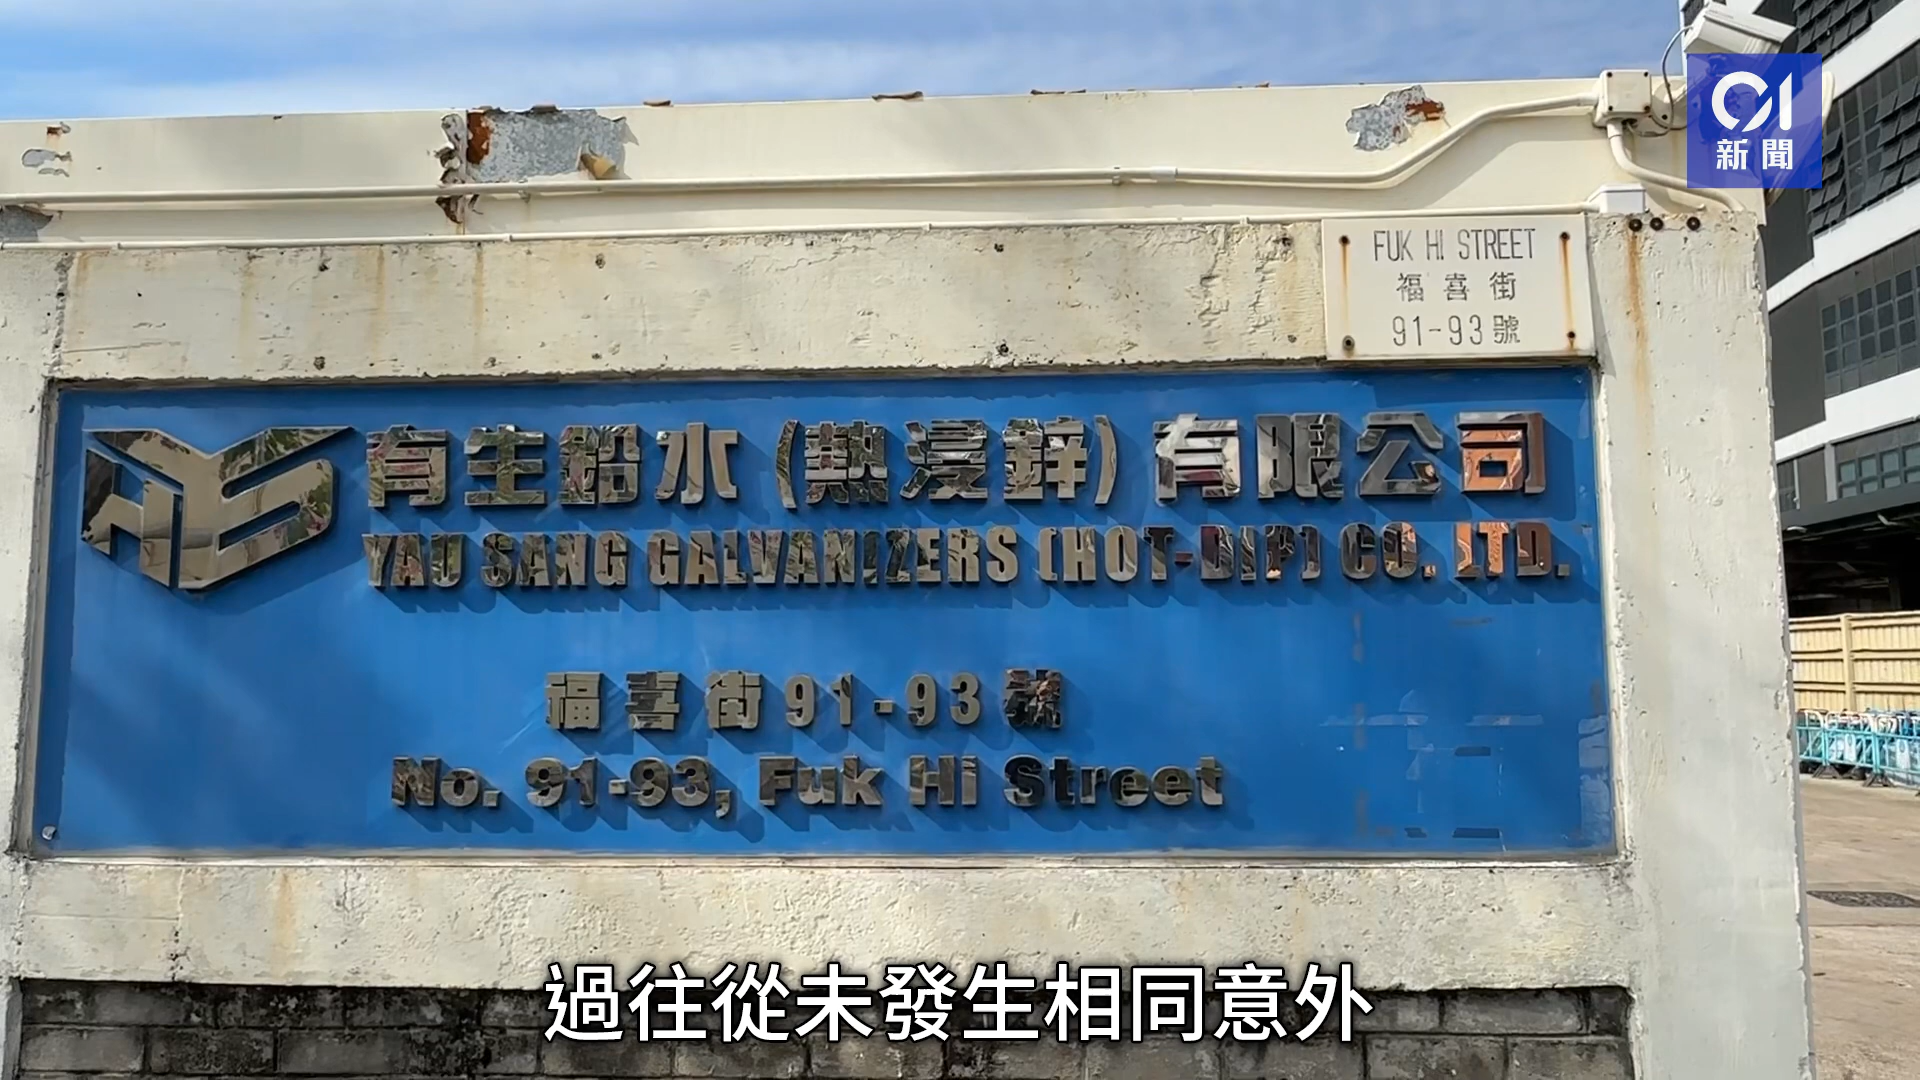 01
新聞
FUK HI STREET
福喜街
91-93號
有生鉛水(熱浸鋅)有限公司
YAU SANG GALVANIZERS (HOT-DIP) CO. LTD.
福喜街91-93號
No. 91-93, Fuk Hi Street
過往從未發生相同意外